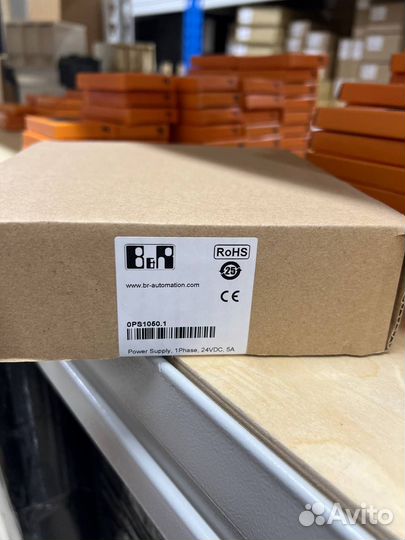 B&R
RoHS
25
www.br-automation.com
CE
0PS1050.1
Power Supply, 1Phase, 24VDC, 5A
Avito